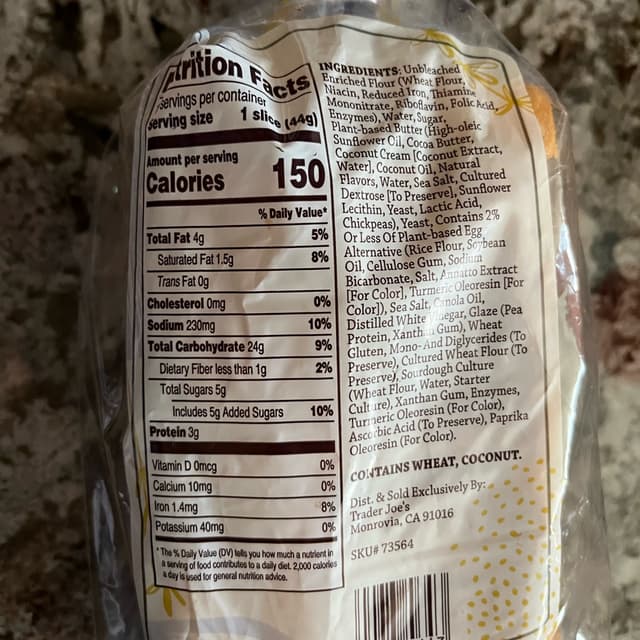 trition Facts
Servings per container
Serving size 1 slice (44g)
Amount per serving
Calories 150
% Daily Value*
Total Fat 4g 5%
Saturated Fat 1.5g 8%
Trans Fat 0g
Cholesterol 0mg 0%
Sodium 230mg 10%
Total Carbohydrate 24g 9%
Dietary Fiber less than 1g 2%
Total Sugars 5g
Includes 5g Added Sugars 10%
Protein 3g
Vitamin D 0mcg 0%
Calcium 10mg 0%
Iron 1.4mg 8%
Potassium 40mg 0%
* The % Daily Value (DV) tells you how much a nutrient in
a serving of food contributes to a daily diet. 2,000 calories
a day is used for general nutrition advice.
INGREDIENTS: Unbleached
Enriched Flour (Wheat Flour,
Niacin, Reduced Iron, Thiamine
Mononitrate, Riboflavin, Folic Acid,
Enzymes), Water, Sugar,
Plant-based Butter (High-oleic
Sunflower Oil, Cocoa Butter,
Coconut Cream [Coconut Extract,
Water], Coconut Oil, Natural
Flavors, Water, Sea Salt, Cultured
Dextrose [To Preserve], Sunflower
Lecithin, Yeast, Lactic Acid,
Chickpeas), Yeast, Contains 2%
Or Less Of Plant-based Egg
Alternative (Rice Flour, Soybean
Oil, Cellulose Gum, Sodium
Bicarbonate, Salt, Annatto Extract
[For Color], Turmeric Oleoresin [For
Color]), Sea Salt, Canola Oil,
Distilled White Vinegar, Glaze (Pea
Protein, Xanthan Gum), Wheat
Gluten, Mono- And Diglycerides (To
Preserve), Cultured Wheat Flour (To
Preserve), Sourdough Culture
(Wheat Flour, Water, Starter
Culture), Xanthan Gum, Enzymes,
Turmeric Oleoresin (For Color),
Ascorbic Acid (To Preserve), Paprika
Oleoresin (For Color).
CONTAINS WHEAT, COCONUT.
Dist. & Sold Exclusively By:
Trader Joe's
Monrovia, CA 91016
SKU# 73564